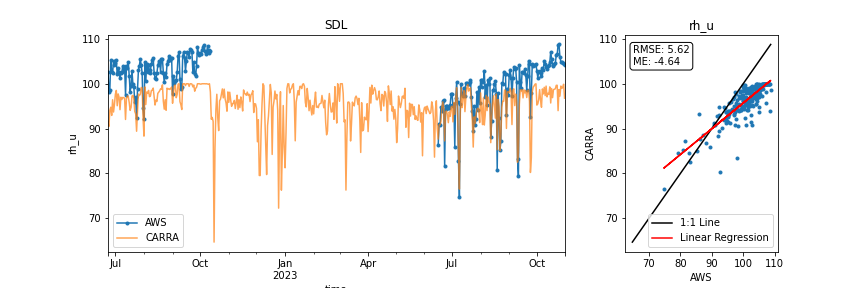 SDL
rh_u
110
100
90
80
70
rh_u
AWS
CARRA
Jul
Oct
Jan
2023
Apr
Jul
Oct
time
RMSE: 5.62
ME: -4.64
110
100
90
80
70
CARRA
1:1 Line
Linear Regression
70
80
90
100
110
AWS